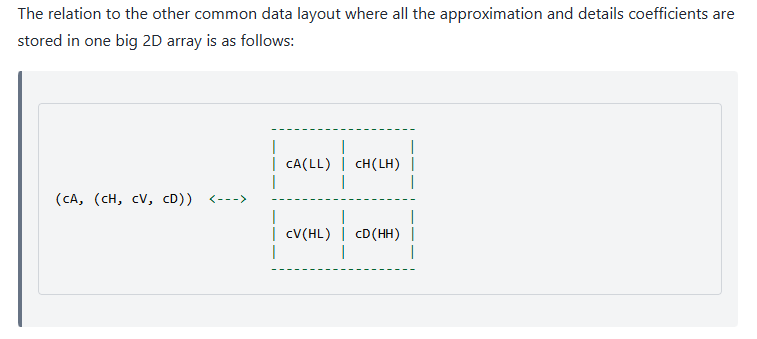 The relation to the other common data layout where all the approximation and details coefficients are
stored in one big 2D array is as follows:
-------------------
|        |        |
| cA(LL) | cH(LH) |
|        |        |
(cA, (cH, cV, cD)) <---> -------------------
|        |        |
| cV(HL) | cD(HH) |
|        |        |
-------------------